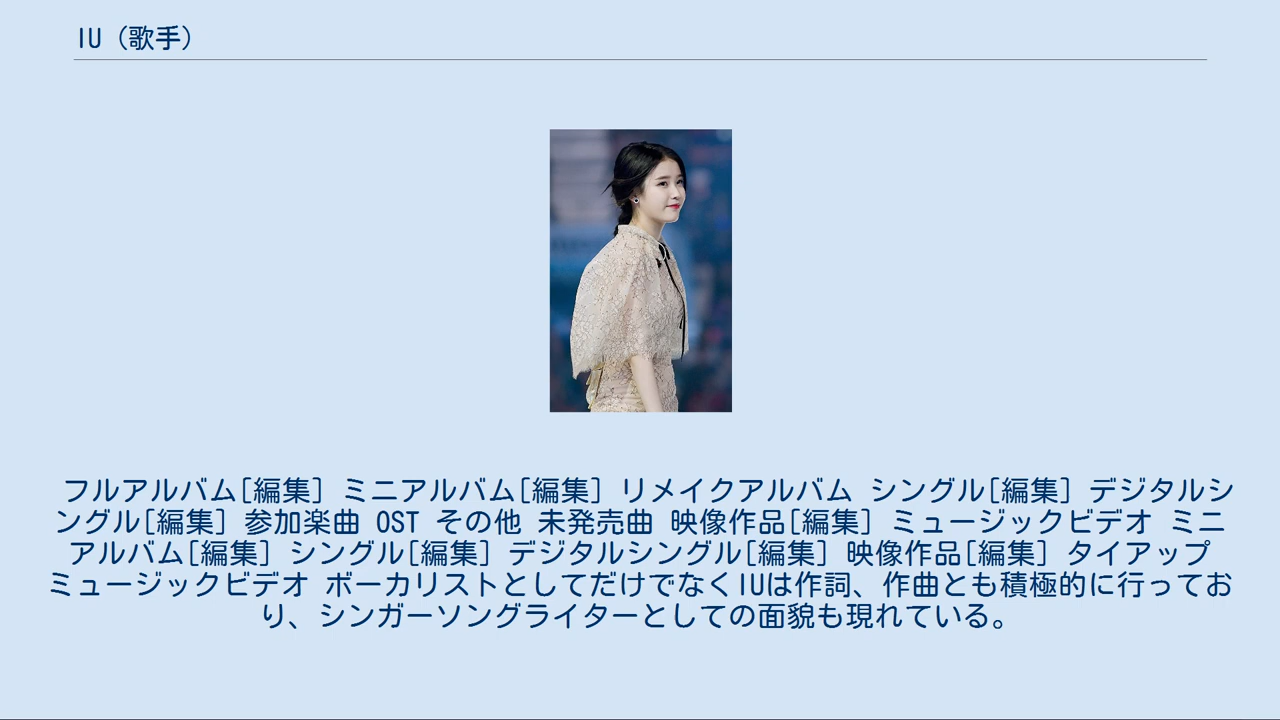 IU（歌手）
フルアルバム[編集] ミニアルバム[編集] リメイクアルバム シングル[編集] デジタルシ
ングル[編集] 参加楽曲 OST その他 未発売曲 映像作品[編集] ミュージックビデオ ミニ
アルバム[編集] シングル[編集] デジタルシングル[編集] 映像作品[編集] タイアップ
ミュージックビデオ ボーカリストとしてだけでなくIUは作詞、作曲とも積極的に行ってお
り、シンガーソングライターとしての面貌も現れている。